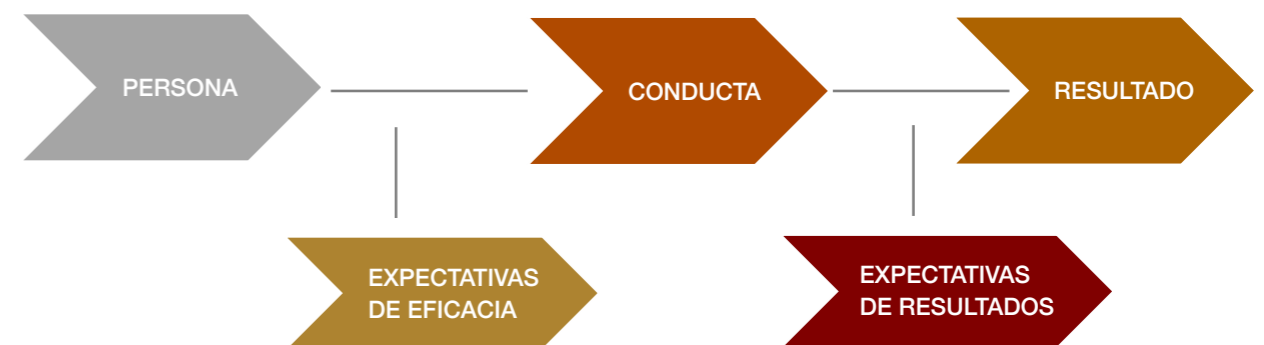 PERSONA
CONDUCTA
RESULTADO
EXPECTATIVAS
DE EFICACIA
EXPECTATIVAS
DE RESULTADOS